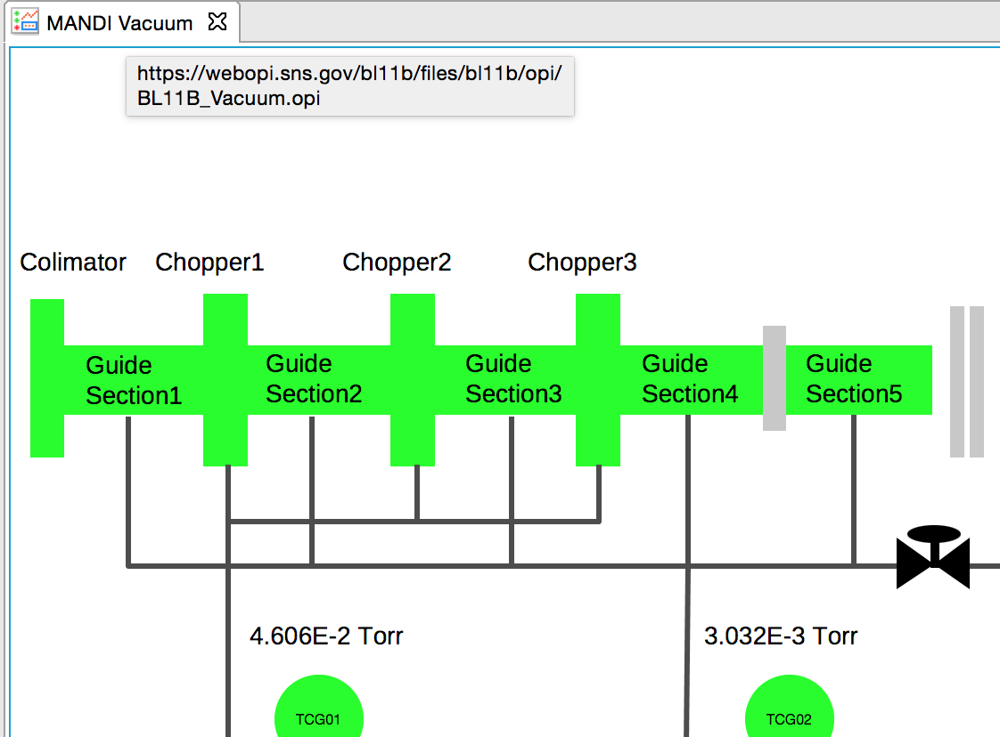 MANDI Vacuum
https://webopi.sns.gov/bl11b/files/bl11b/opi/
BL11B_Vacuum.opi
Colimator Chopper1 Chopper2 Chopper3
Guide Guide Guide Guide Guide
Section1 Section2 Section3 Section4 Section5
4.606E-2 Torr 3.032E-3 Torr
TCG01 TCG02